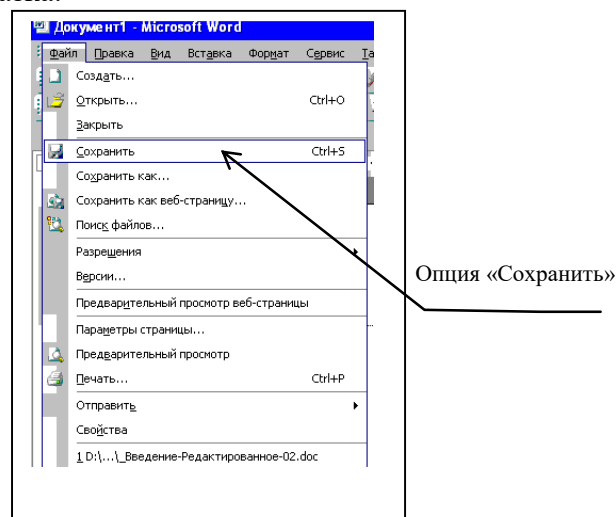 Документ1 - Microsoft Word
Файл Правка Вид Вставка Формат Сервис
Создать...
Открыть... Ctrl+O
Закрыть
Сохранить Ctrl+S
Сохранить как...
Сохранить как веб-страницу...
Поиск файлов...
Разрешения
Версии...
Опция «Сохранить»
Предварительный просмотр веб-страницы
Параметры страницы...
Предварительный просмотр
Печать... Ctrl+P
Отправить
Свойства
1 D:\...\_Введение-Редактированное-02.doc